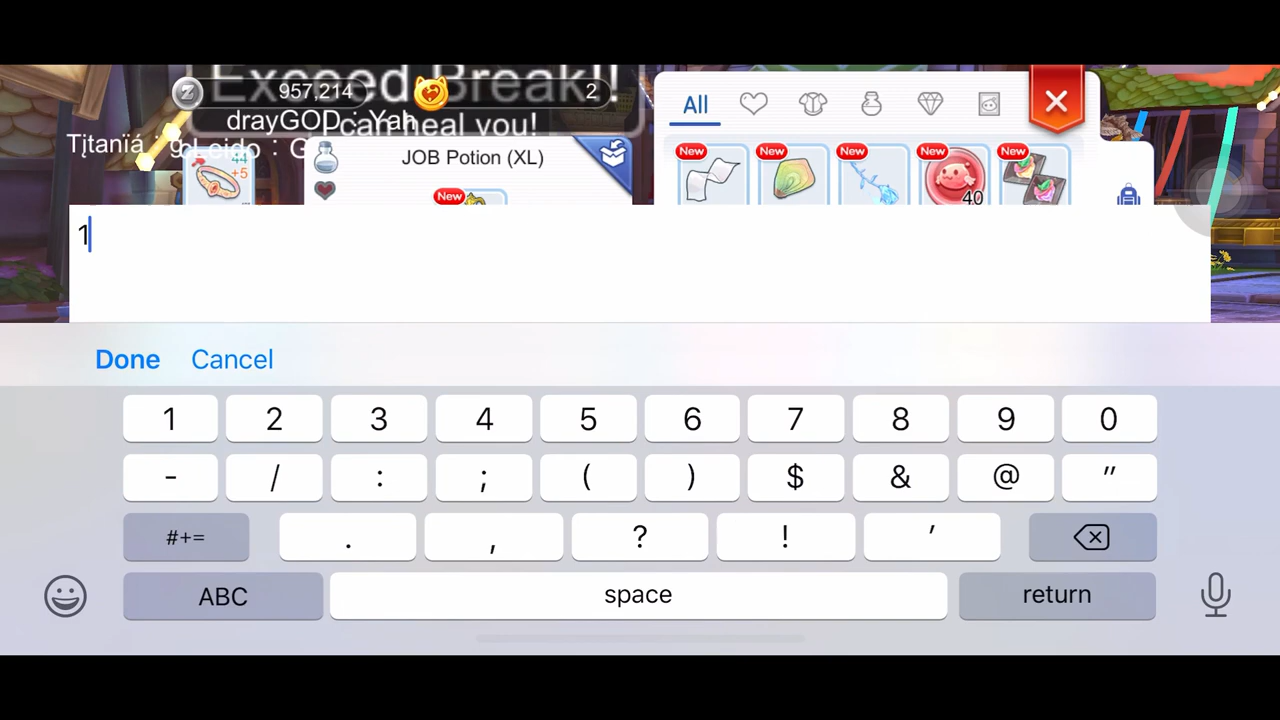 Exceed Break!!
957,214
2
drayGOD : Yah
can heal you!
Tįtanïá : g
JOB Potion (XL)
All
New
New
New
New
New
New
44
+5
40
1
Done Cancel
1 2 3 4 5 6 7 8 9 0
- / : ; ( ) $ & @ "
#+= . , ? ! '
ABC space return